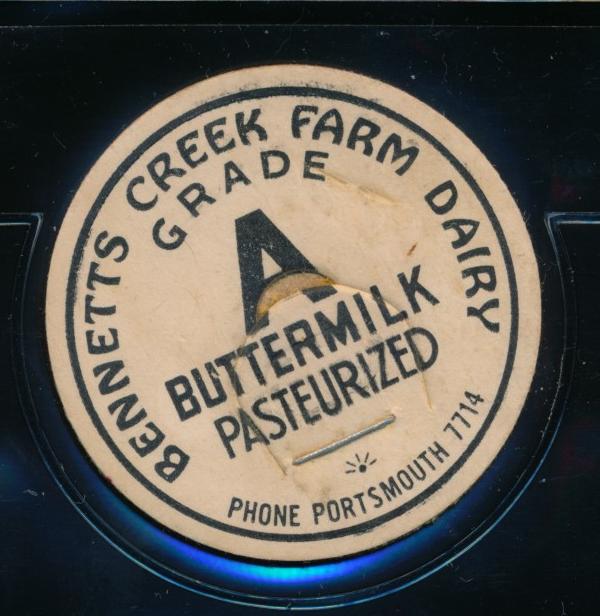 BENNETTS CREEK FARM DAIRY
GRADE
A
BUTTERMILK
PASTEURIZED
PHONE PORTSMOUTH 7714